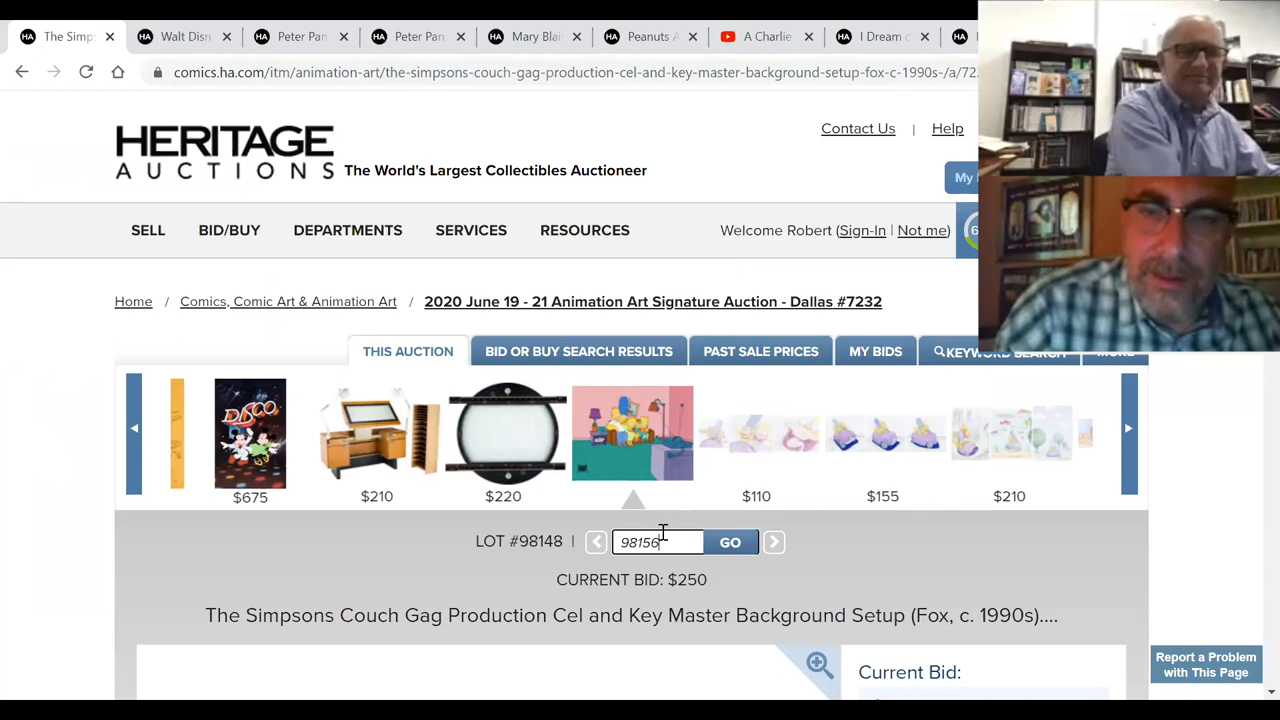 The Simps
Walt Disn
Peter Pan
Peter Pan
Mary Blai
Peanuts A
A Charlie
I Dream o
comics.ha.com/itm/animation-art/the-simpsons-couch-gag-production-cel-and-key-master-background-setup-fox-c-1990s-/a/723
HERITAGE
AUCTIONS
The World's Largest Collectibles Auctioneer
Contact Us | Help
My
SELL BID/BUY DEPARTMENTS SERVICES RESOURCES
Welcome Robert (Sign-In | Not me)
6
Home / Comics, Comic Art & Animation Art / 2020 June 19 - 21 Animation Art Signature Auction - Dallas #7232
THIS AUCTION BID OR BUY SEARCH RESULTS PAST SALE PRICES MY BIDS KEYWORD SEARCH MORE
DISCO
$675 $210 $220 $110 $155 $210
LOT #98148 | 98156 GO
CURRENT BID: $250
The Simpsons Couch Gag Production Cel and Key Master Background Setup (Fox, c. 1990s)....
Current Bid:
Report a Problem
with This Page